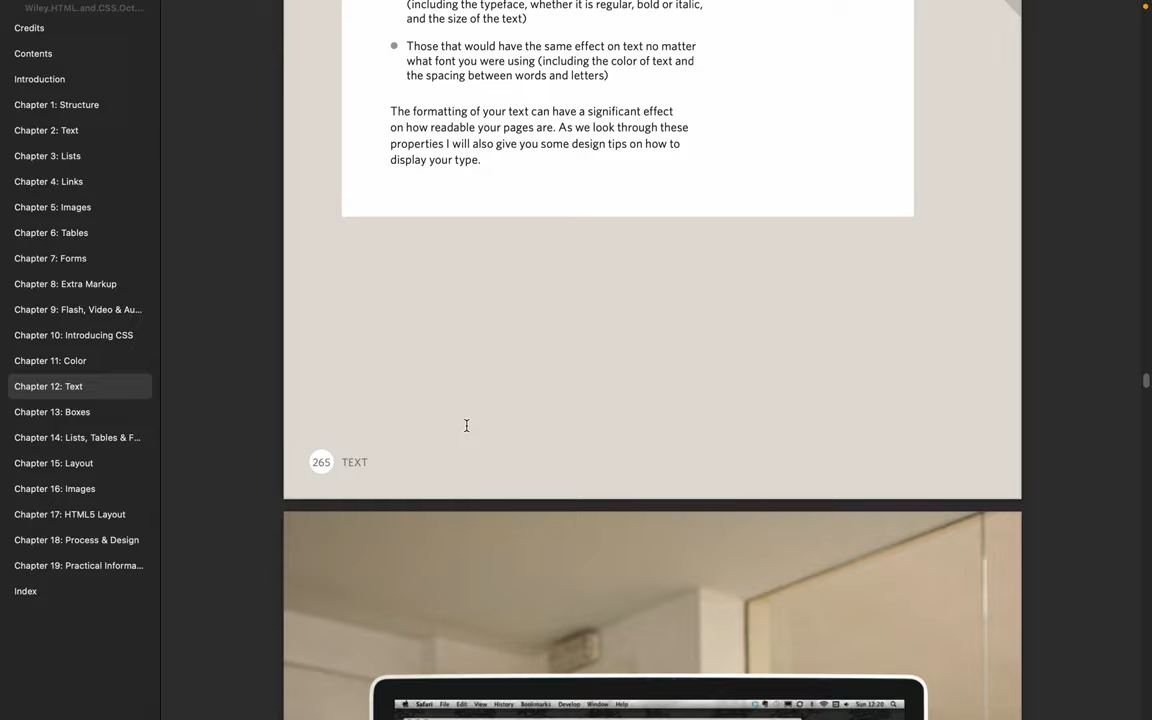 Wiley.HTML.and.CSS.Oct....
Credits
Contents
Introduction
Chapter 1: Structure
Chapter 2: Text
Chapter 3: Lists
Chapter 4: Links
Chapter 5: Images
Chapter 6: Tables
Chapter 7: Forms
Chapter 8: Extra Markup
Chapter 9: Flash, Video & Au...
Chapter 10: Introducing CSS
Chapter 11: Color
Chapter 12: Text
Chapter 13: Boxes
Chapter 14: Lists, Tables & F...
Chapter 15: Layout
Chapter 16: Images
Chapter 17: HTML5 Layout
Chapter 18: Process & Design
Chapter 19: Practical Informa...
Index
(including the typeface, whether it is regular, bold or italic,
and the size of the text)
Those that would have the same effect on text no matter
what font you were using (including the color of text and
the spacing between words and letters)
The formatting of your text can have a significant effect
on how readable your pages are. As we look through these
properties I will also give you some design tips on how to
display your type.
265 TEXT
Safari File Edit View History Bookmarks Develop Window Help Sun 12:20